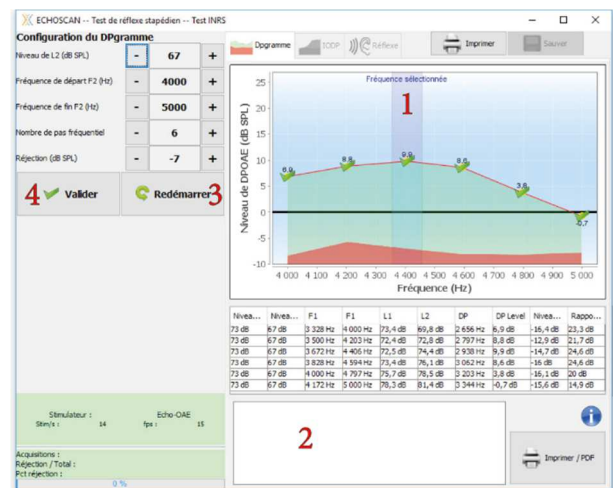 ECHOSCAN -- Test de réflexe stapédien -- Test INRS
Configuration du DPgramme
Niveau de L2 (dB SPL) - 67 +
Fréquence de départ F2 (Hz) - 4000 +
Fréquence de fin F2 (Hz) - 5000 +
Nombre de pas fréquentiel - 6 +
Réjection (dB SPL) - -7 +
4 Valider Redémarrer 3
Dpgramme IODP Réflexe Imprimer Sauver
Fréquence sélectionnée
1
Niveau de DPOAE (dB SPL)
25
20
15
10
5
0
-5
-10
6,9 8,8 9,9 8,6 3,8 -0,7
4 000 4 100 4 200 4 300 4 400 4 500 4 600 4 700 4 800 4 900 5 000
Fréquence (Hz)
Nivea... Nivea... F1 F1 L1 L2 DP DP Level Nivea... Rappo...
73 dB 67 dB 3 328 Hz 4 000 Hz 73,4 dB 69,8 dB 2 656 Hz 6,9 dB -16,4 dB 23,3 dB
73 dB 67 dB 3 500 Hz 4 203 Hz 72,4 dB 72,8 dB 2 797 Hz 8,8 dB -12,9 dB 21,7 dB
73 dB 67 dB 3 672 Hz 4 406 Hz 72,5 dB 74,4 dB 2 938 Hz 9,9 dB -14,7 dB 24,6 dB
73 dB 67 dB 3 828 Hz 4 594 Hz 73,4 dB 76,1 dB 3 062 Hz 8,6 dB -16 dB 24,6 dB
73 dB 67 dB 4 000 Hz 4 797 Hz 75,7 dB 78,5 dB 3 203 Hz 3,8 dB -16,1 dB 20 dB
73 dB 67 dB 4 172 Hz 5 000 Hz 78,3 dB 81,4 dB 3 344 Hz -0,7 dB -15,6 dB 14,9 dB
Stimulateur : Echo-OAE
Stim/s : 14 fps : 15
Acquisitions :
Réjection / Total :
Pct réjection :
0 %
2
Imprimer / PDF